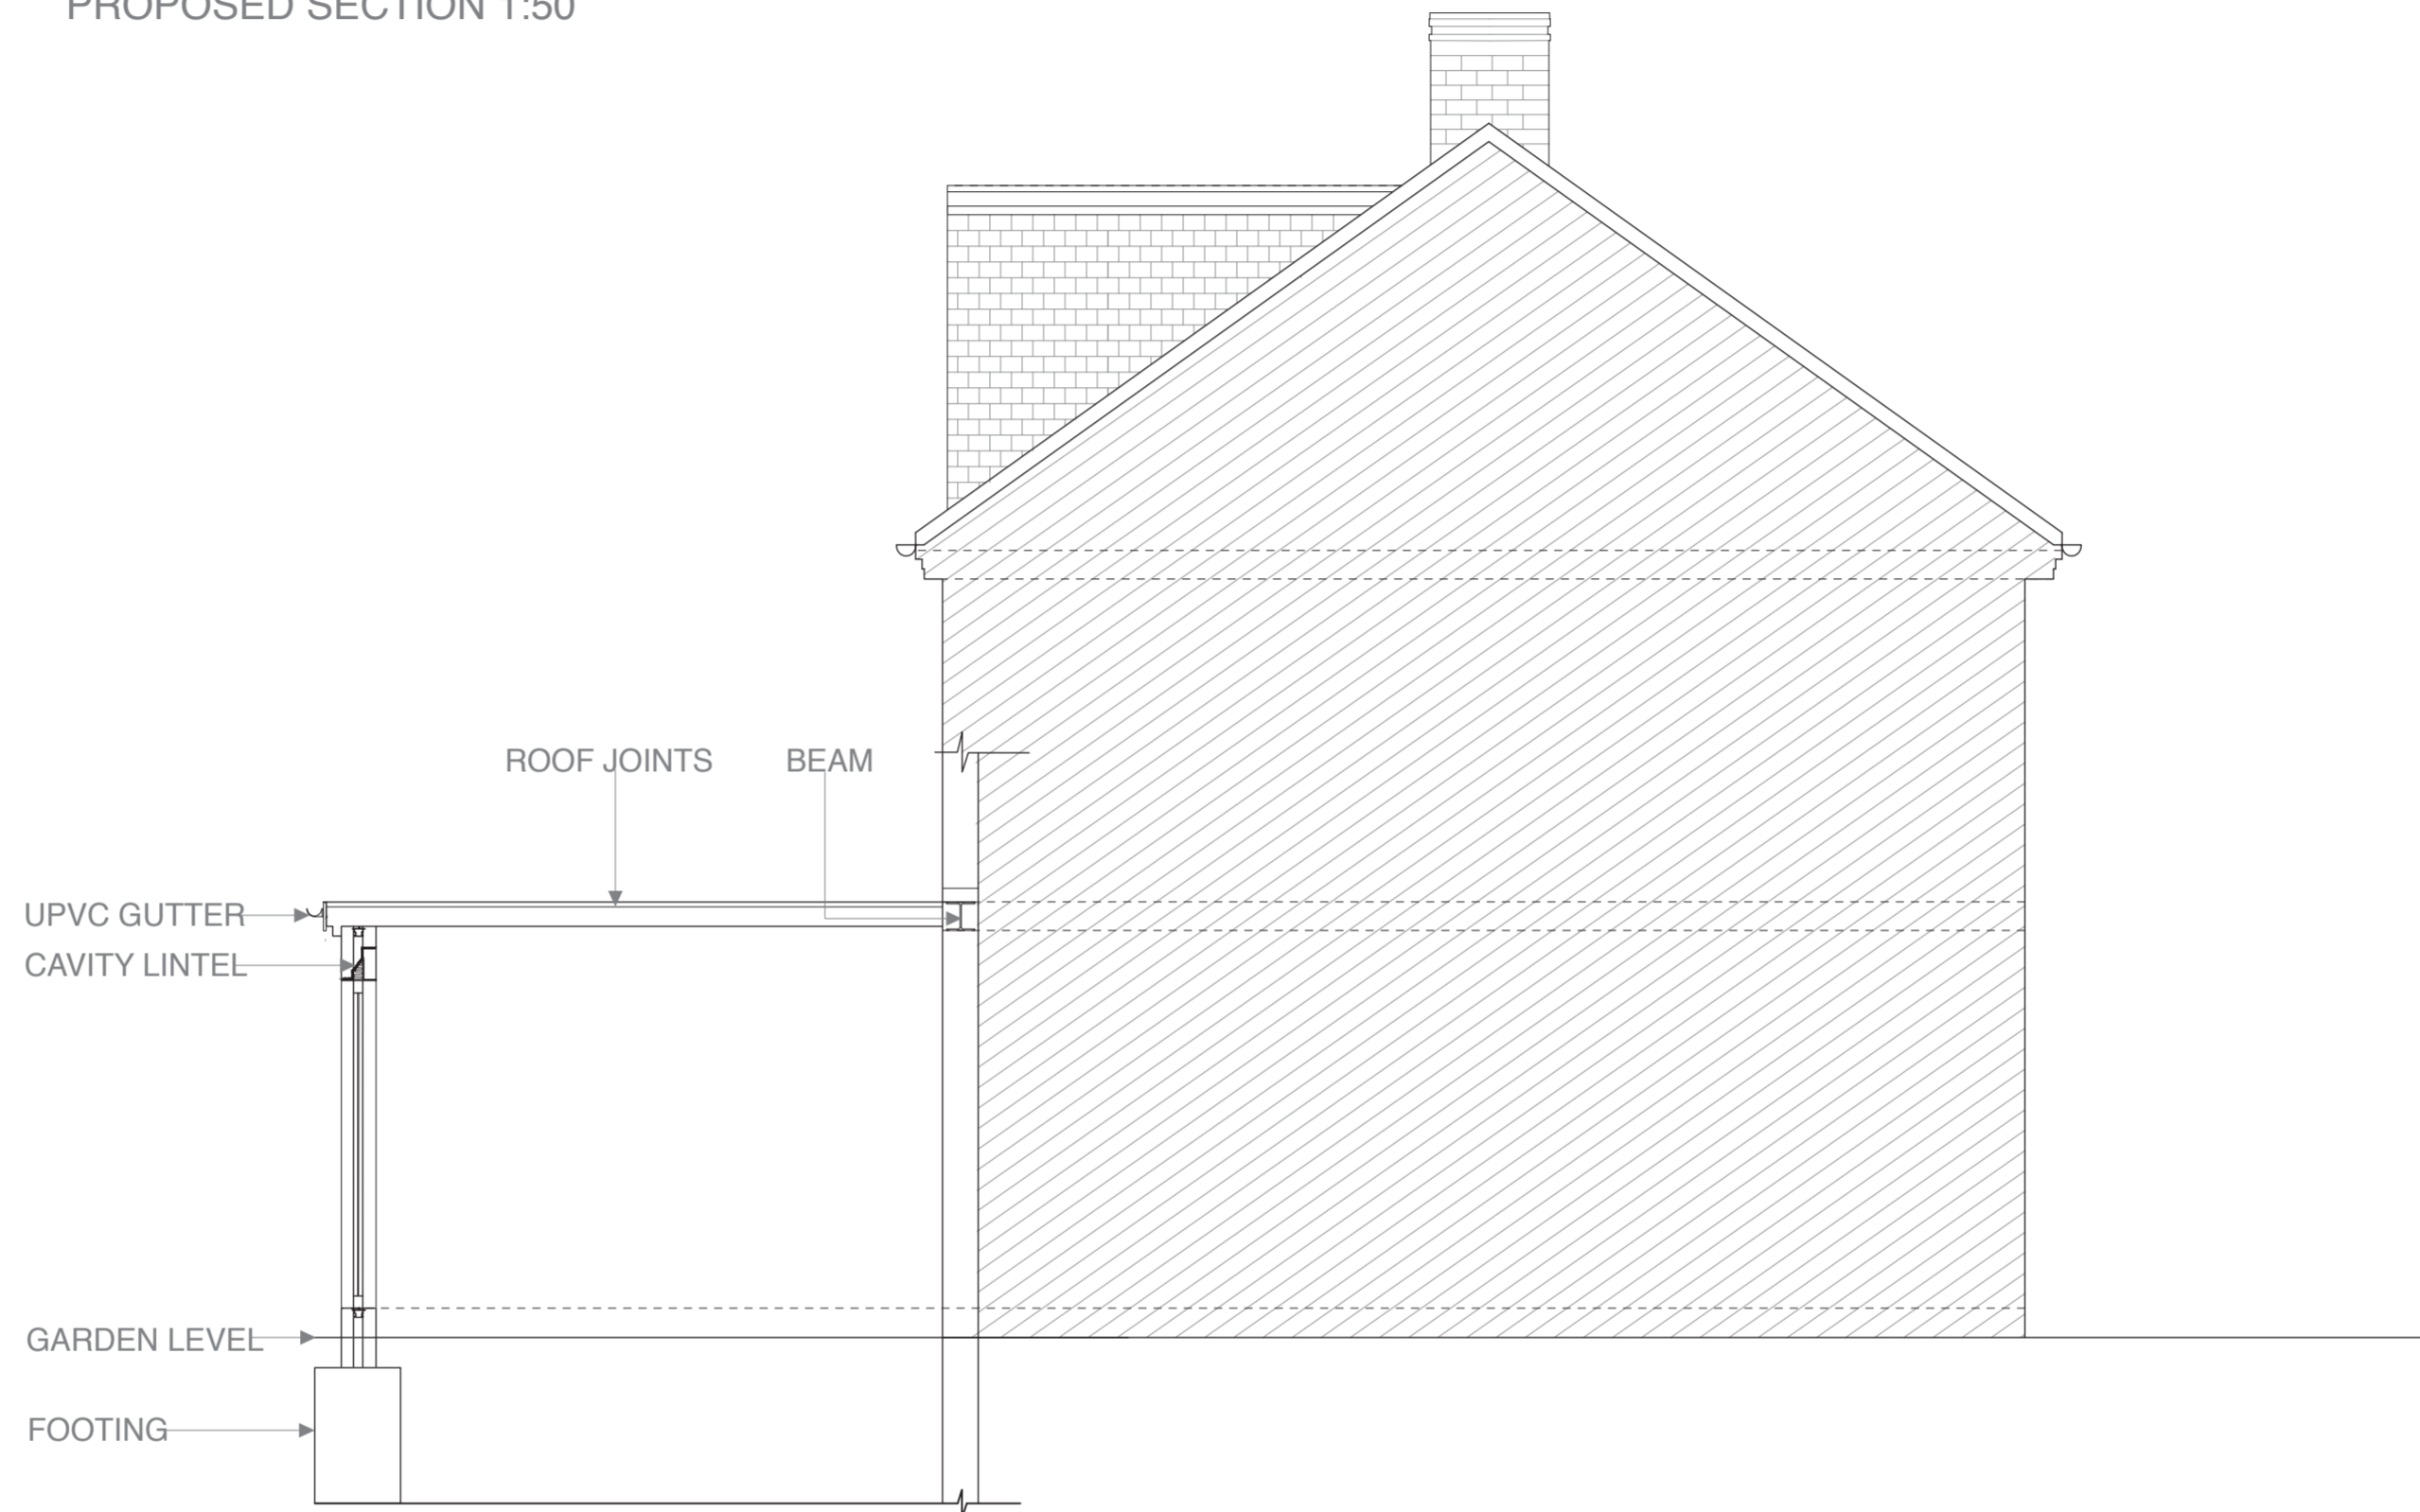 PROPOSED SECTION 1:50
ROOF JOINTS
BEAM
UPVC GUTTER
CAVITY LINTEL
GARDEN LEVEL
FOOTING